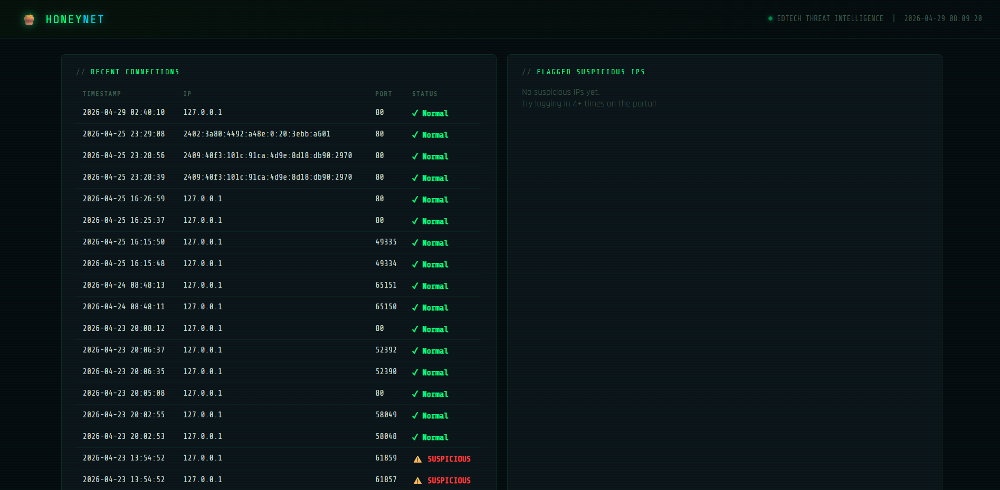 HONEYNET
EDTECH THREAT INTELLIGENCE | 2026-04-29 08:09:20
// RECENT CONNECTIONS
TIMESTAMP IP PORT STATUS
2026-04-29 02:40:10 127.0.0.1 80 ✓ Normal
2026-04-25 23:29:08 2402:3a80:4492:a48e:0:20:3ebb:a601 80 ✓ Normal
2026-04-25 23:28:56 2409:40f3:101c:91ca:4d9e:8d18:db90:2970 80 ✓ Normal
2026-04-25 23:28:39 2409:40f3:101c:91ca:4d9e:8d18:db90:2970 80 ✓ Normal
2026-04-25 16:26:59 127.0.0.1 80 ✓ Normal
2026-04-25 16:25:37 127.0.0.1 80 ✓ Normal
2026-04-25 16:15:50 127.0.0.1 49335 ✓ Normal
2026-04-25 16:15:48 127.0.0.1 49334 ✓ Normal
2026-04-24 08:48:13 127.0.0.1 65151 ✓ Normal
2026-04-24 08:48:11 127.0.0.1 65150 ✓ Normal
2026-04-23 20:08:12 127.0.0.1 80 ✓ Normal
2026-04-23 20:06:37 127.0.0.1 52392 ✓ Normal
2026-04-23 20:06:35 127.0.0.1 52390 ✓ Normal
2026-04-23 20:05:08 127.0.0.1 80 ✓ Normal
2026-04-23 20:02:55 127.0.0.1 58049 ✓ Normal
2026-04-23 20:02:53 127.0.0.1 58048 ✓ Normal
2026-04-23 13:54:52 127.0.0.1 61859 ⚠ SUSPICIOUS
2026-04-23 13:54:52 127.0.0.1 61857 ⚠ SUSPICIOUS
// FLAGGED SUSPICIOUS IPS
No suspicious IPs yet.
Try logging in 4+ times on the portal!